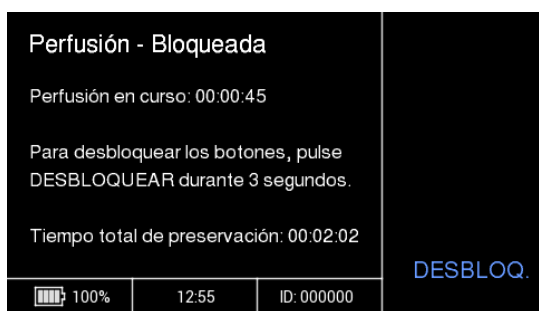 Perfusión - Bloqueada
Perfusión en curso: 00:00:45
Para desbloquear los botones, pulse
DESBLOQUEAR durante 3 segundos.
Tiempo total de preservación: 00:02:02
DESBLOQ.
100%
12:55
ID: 000000